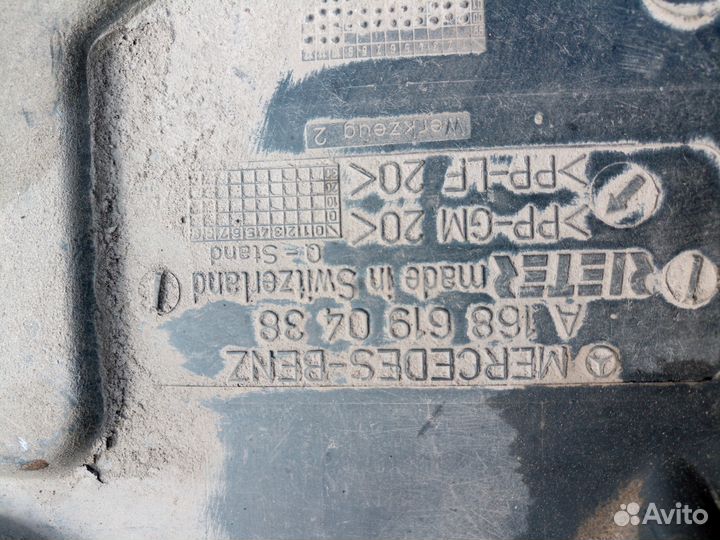 MERCEDES-BENZ
A 168 619 04 38
RIETER made in Switzerland
Q-Stand
>PP-GM 20<
>PP-LF 20<
Werkzeug 2
Avito